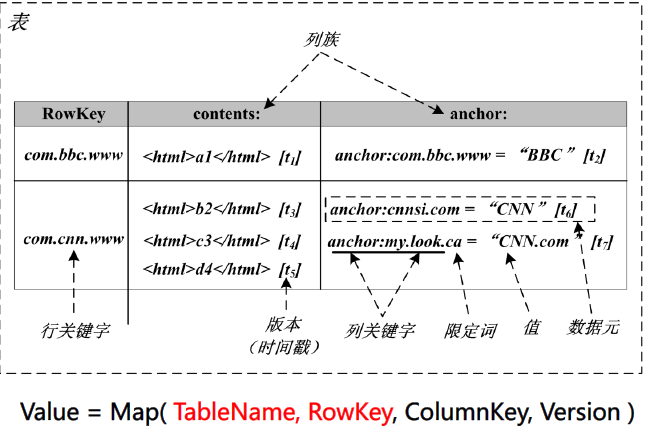 表
列族
RowKey contents: anchor:
com.bbc.www <html>a1</html> [t1] anchor:com.bbc.www = “BBC” [t2]
<html>b2</html> [t3] anchor:cnnsi.com = “CNN” [t6]
com.cnn.www <html>c3</html> [t4] anchor:my.look.ca = “CNN.com” [t7]
<html>d4</html> [t5]
行关键字 版本 列关键字 限定词 值 数据元
（时间戳）
Value = Map( TableName, RowKey, ColumnKey, Version )